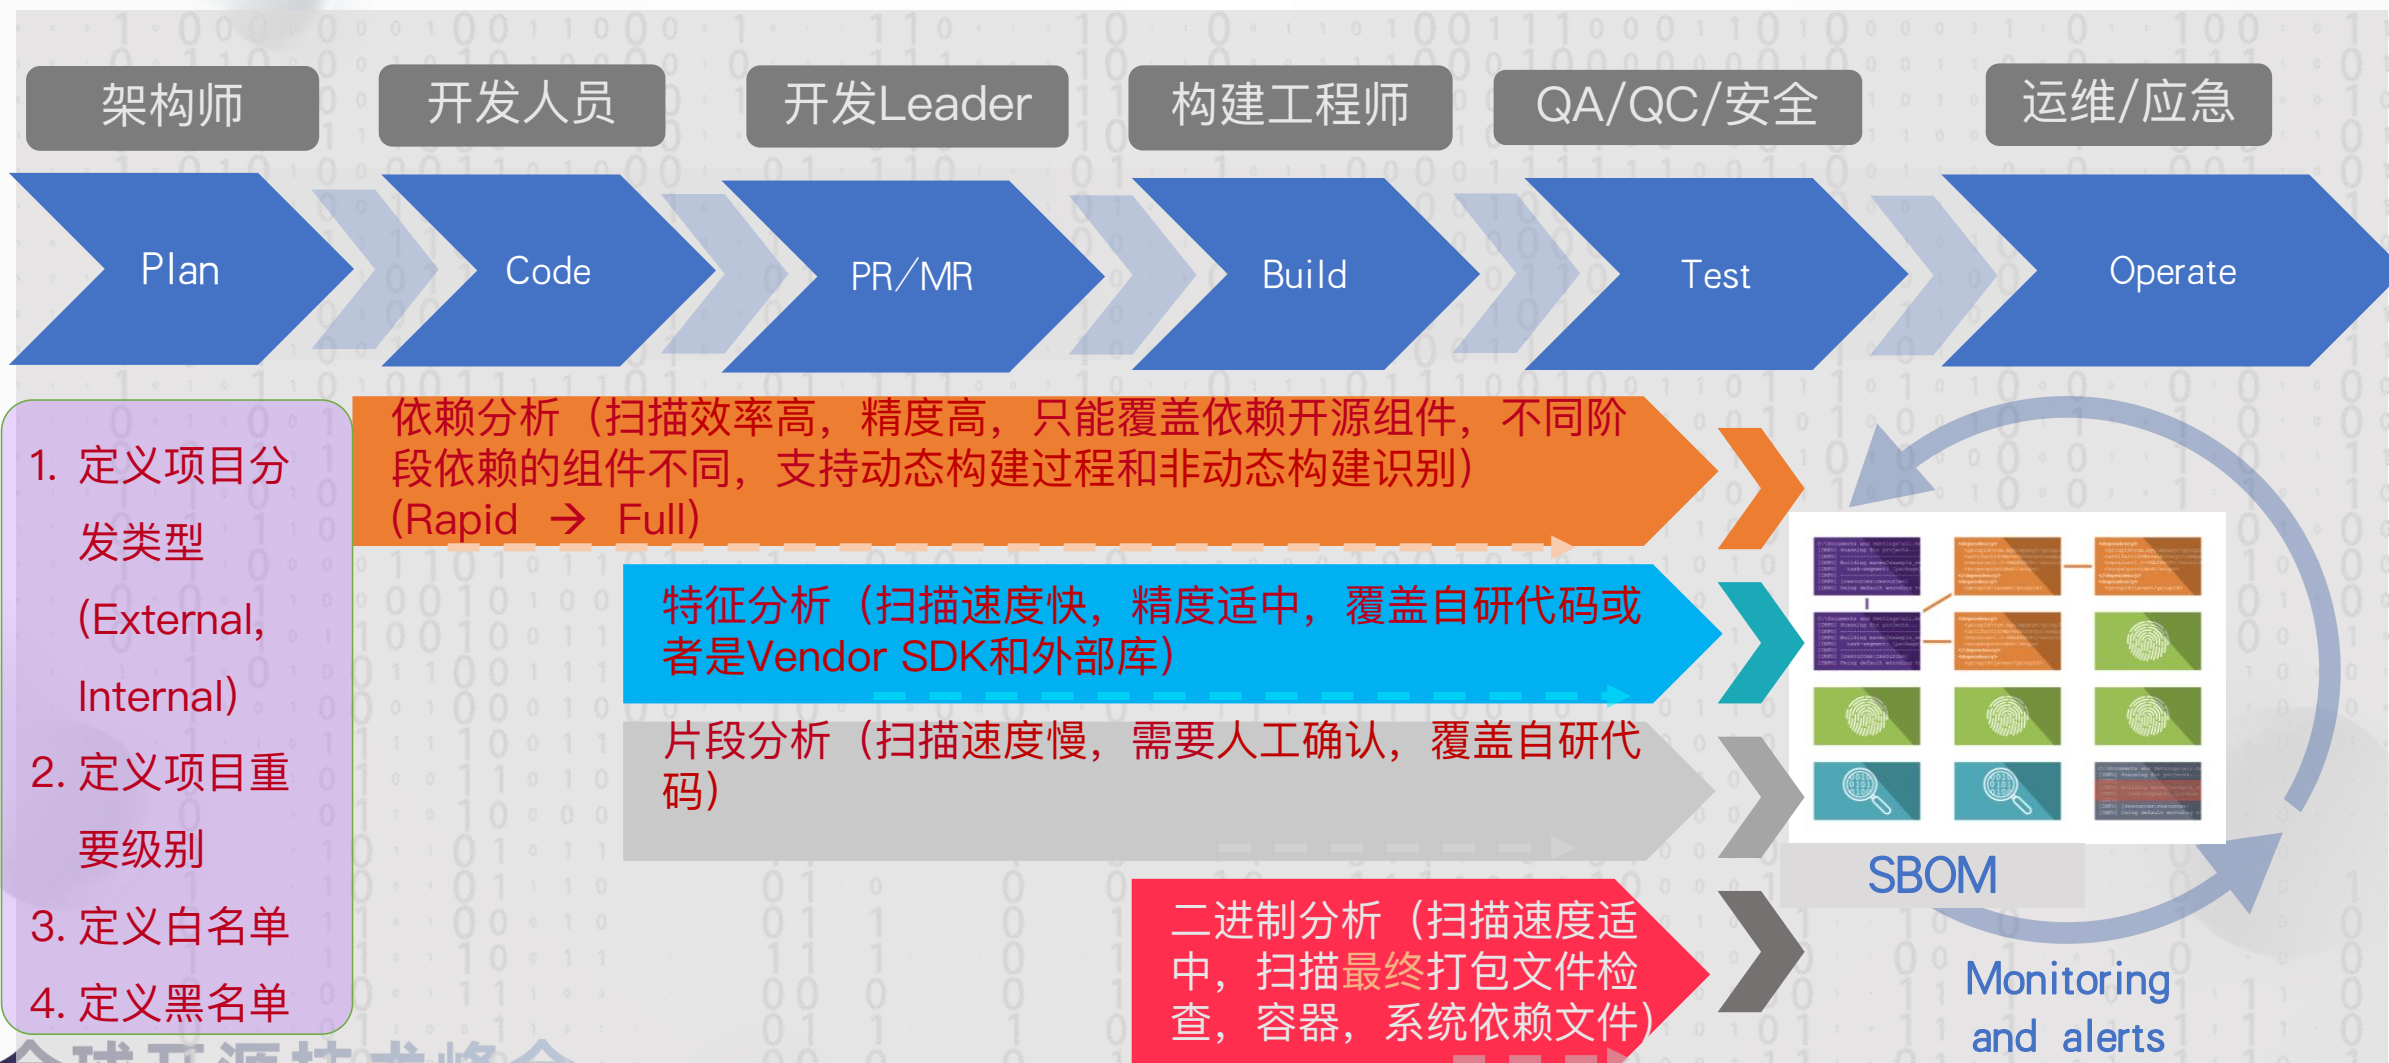 架构师
开发人员
开发Leader
构建工程师
QA/QC/安全
运维/应急
Plan
Code
PR/MR
Build
Test
Operate
1. 定义项目分
发类型
(External,
Internal)
2. 定义项目重
要级别
3. 定义白名单
4. 定义黑名单
依赖分析（扫描效率高，精度高，只能覆盖依赖开源组件，不同阶
段依赖的组件不同，支持动态构建过程和非动态构建识别）
(Rapid → Full)
特征分析（扫描速度快，精度适中，覆盖自研代码或
者是Vendor SDK和外部库）
片段分析（扫描速度慢，需要人工确认，覆盖自研代
码）
二进制分析（扫描速度适
中，扫描最终打包文件检
查，容器，系统依赖文件）
SBOM
Monitoring
and alerts
全球开源技术峰会